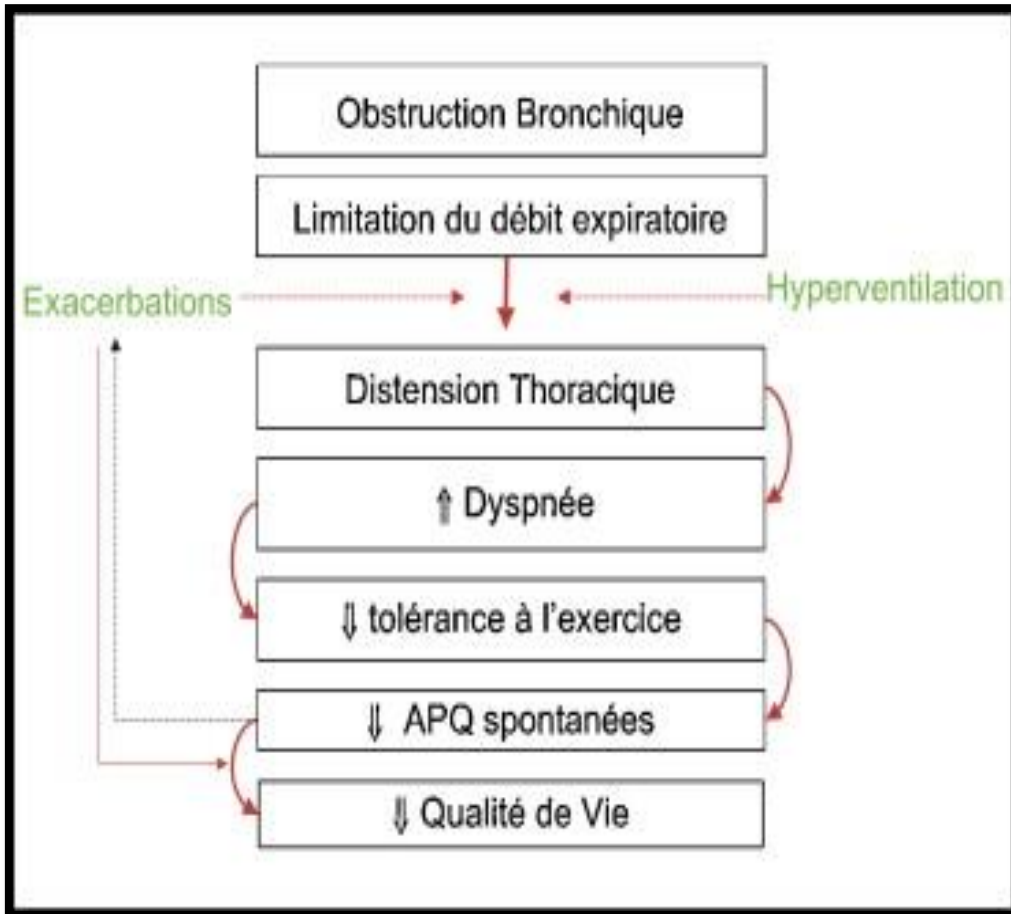 Obstruction Bronchique
Limitation du débit expiratoire
Exacerbations
Hyperventilation
Distension Thoracique
⇑ Dyspnée
⇓ tolérance à l'exercice
⇓ APQ spontanées
⇓ Qualité de Vie